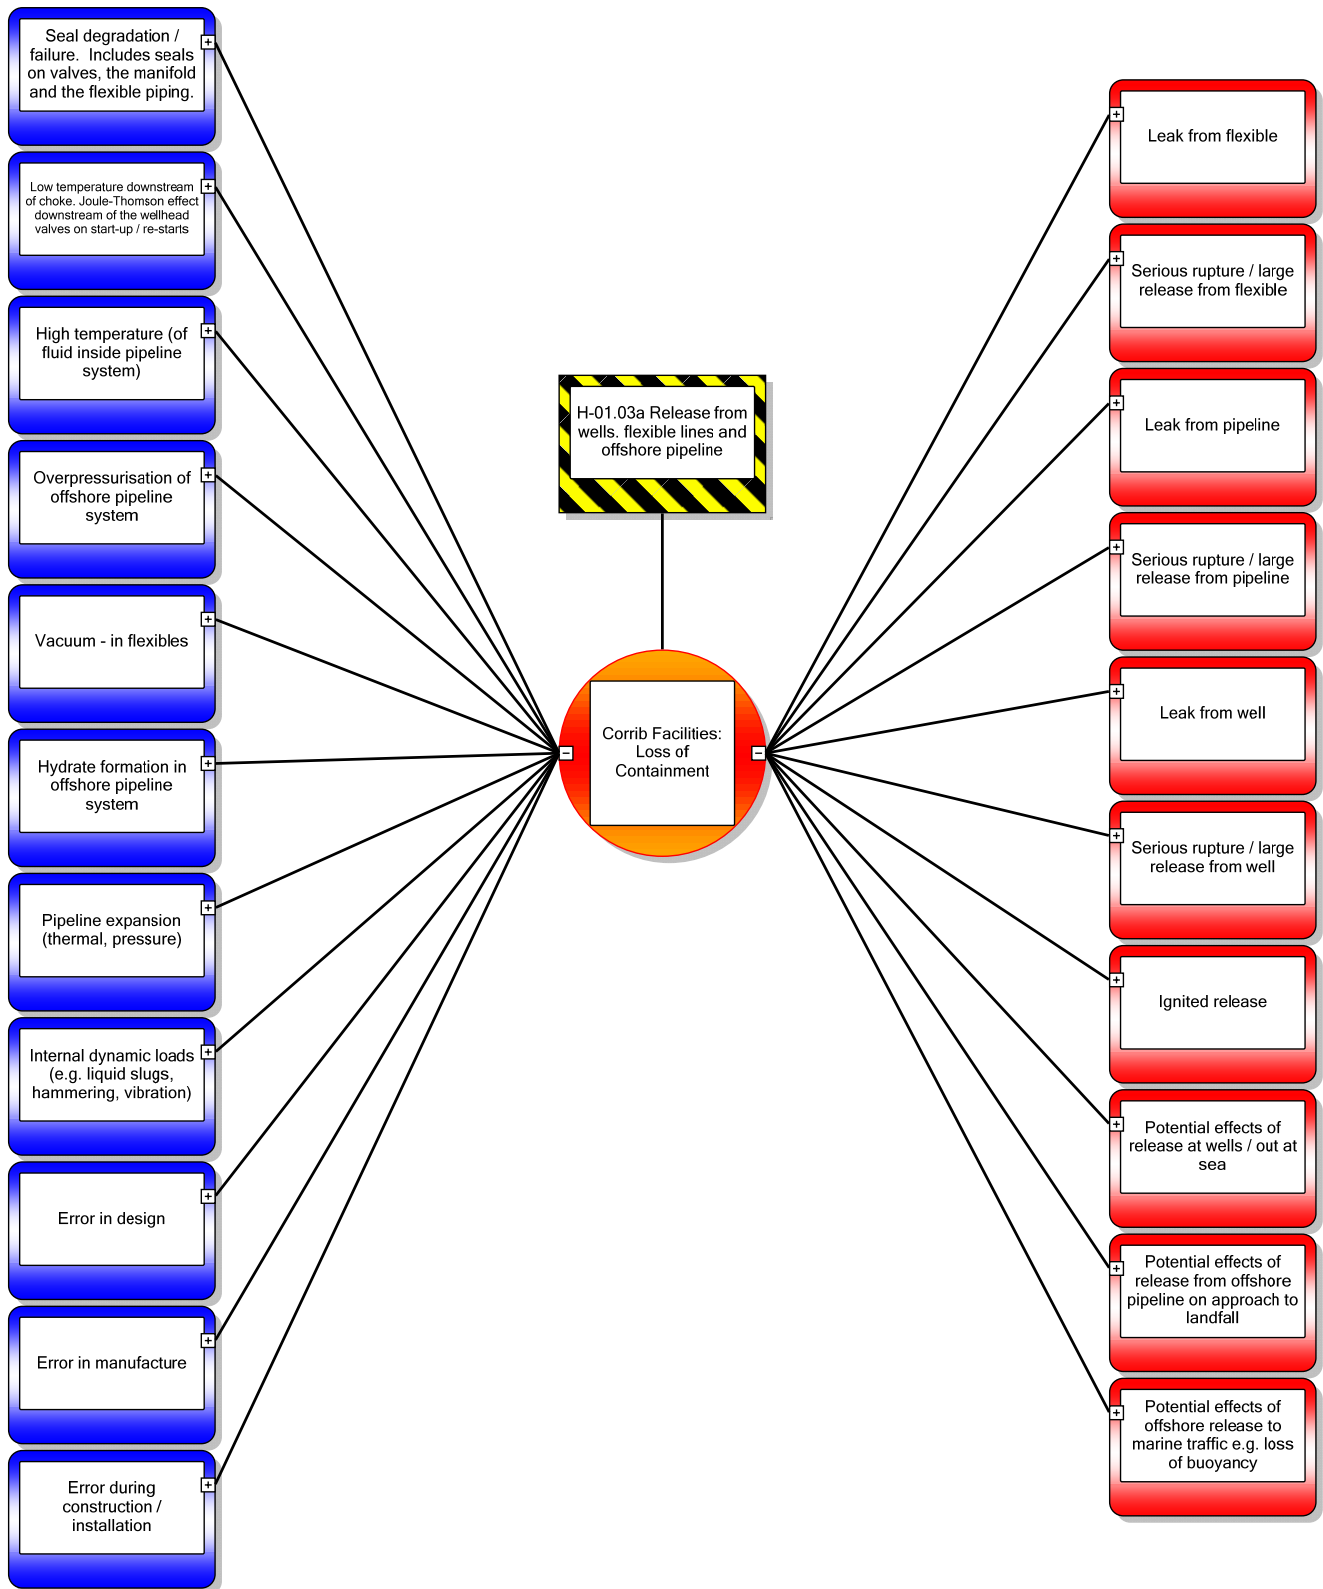 Seal degradation /
failure.  Includes seals
on valves, the manifold
and the flexible piping.
Low temperature downstream
of choke. Joule-Thomson effect
downstream of the wellhead
valves on start-up / re-starts
High temperature (of
fluid inside pipeline
system)
Overpressurisation of
offshore pipeline
system
Vacuum - in flexibles
Hydrate formation in
offshore pipeline
system
Pipeline expansion
(thermal, pressure)
Internal dynamic loads
(e.g. liquid slugs,
hammering, vibration)
Error in design
Error in manufacture
Error during
construction /
installation
H-01.03a Release from
wells. flexible lines and
offshore pipeline
Corrib Facilities:
Loss of
Containment
Leak from flexible
Serious rupture / large
release from flexible
Leak from pipeline
Serious rupture / large
release from pipeline
Leak from well
Serious rupture / large
release from well
Ignited release
Potential effects of
release at wells / out at
sea
Potential effects of
release from offshore
pipeline on approach to
landfall
Potential effects of
offshore release to
marine traffic e.g. loss
of buoyancy